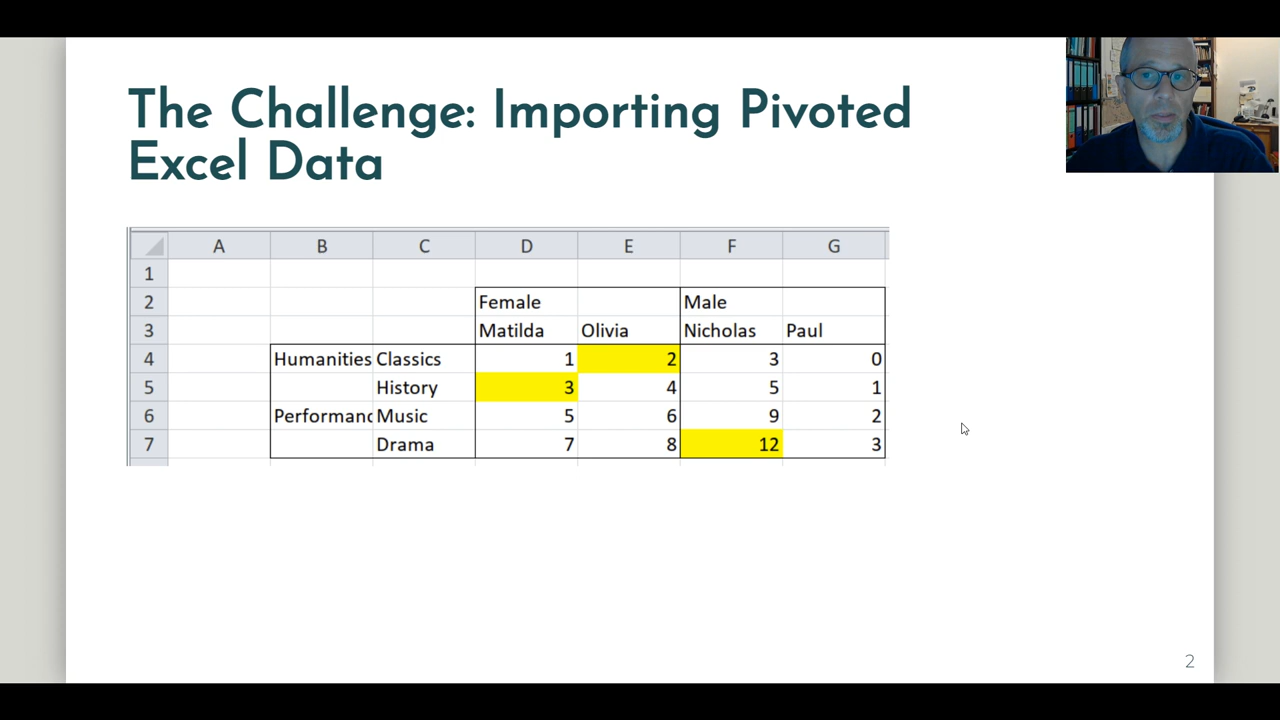 The Challenge: Importing Pivoted
Excel Data
A B C D E F G
1
2 Female Male
3 Matilda Olivia Nicholas Paul
4 Humanities Classics 1 2 3 0
5 History 3 4 5 1
6 Performanc Music 5 6 9 2
7 Drama 7 8 12 3
2